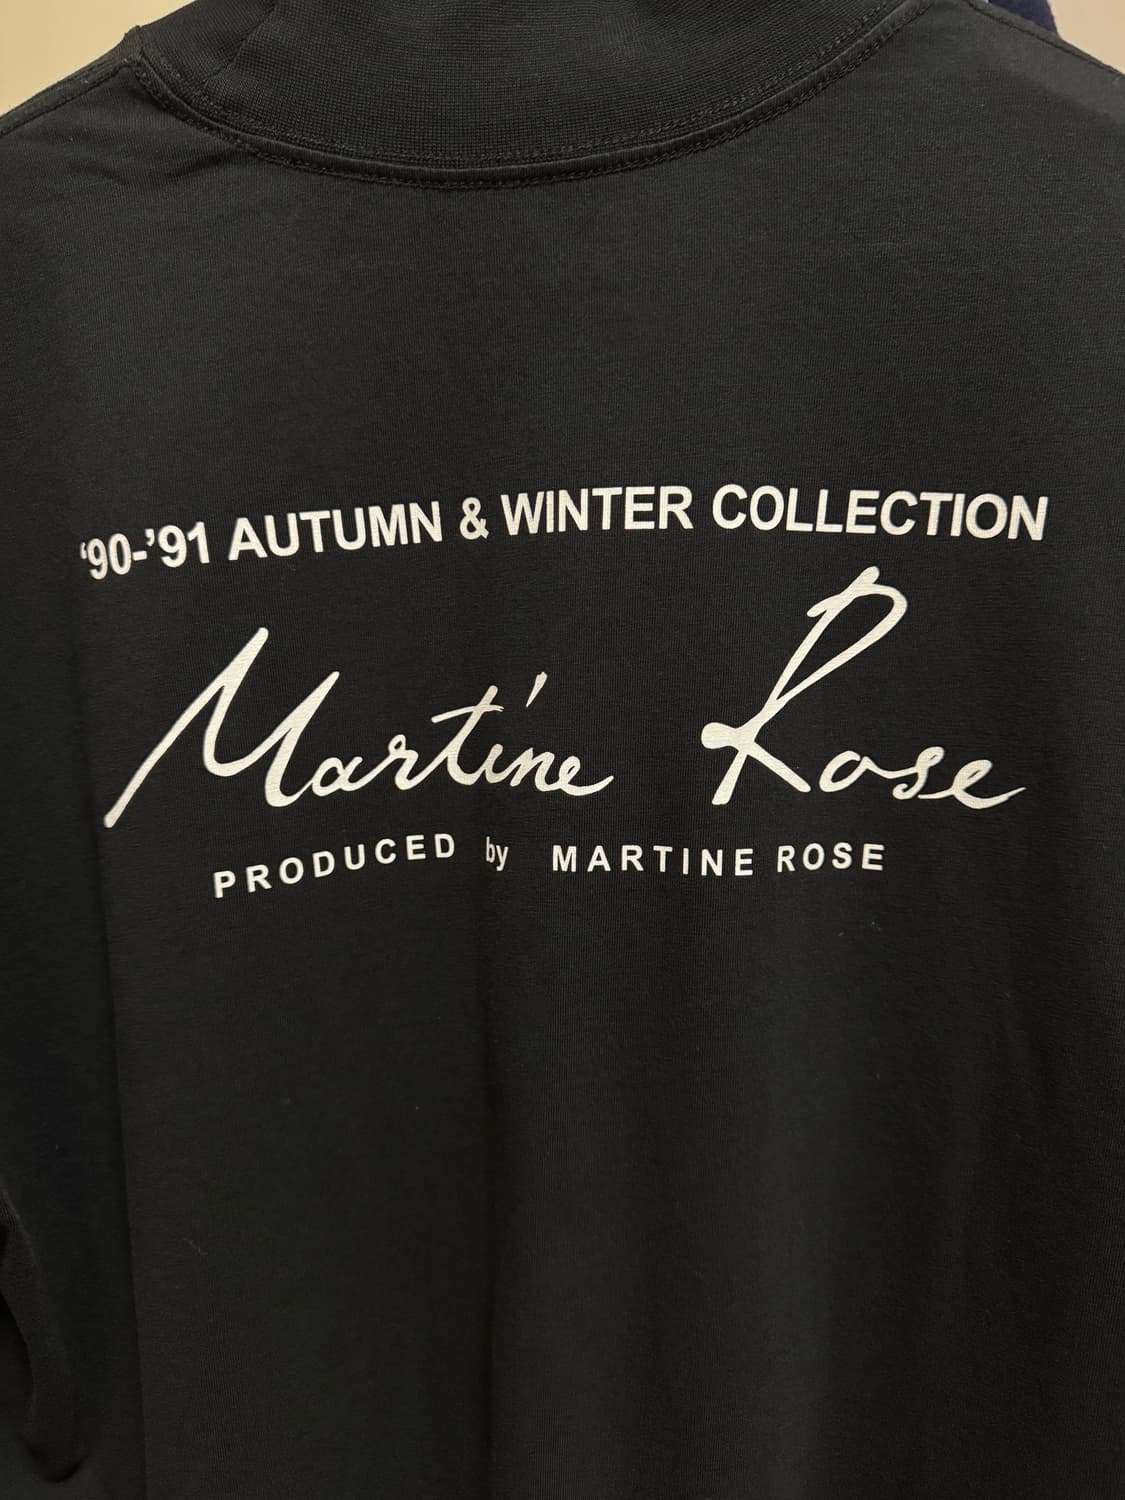 ‘90-’91 AUTUMN & WINTER COLLECTION
Martine Rose
PRODUCED by MARTINE ROSE